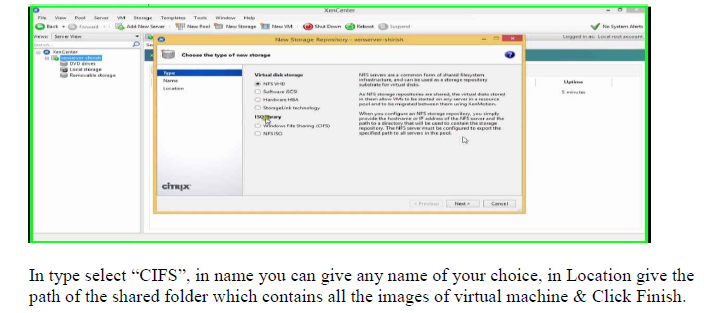 XenCenter
File View Pool Server VM Storage Templates Tools Window Help
Back Forward Add New Server New Pool New Storage New VM Shut Down Reboot Suspend No System Alerts
Views: Server View
Logged in as: Local root account
New Storage Repository - xenserver-shirish
Search...
XenCenter
xenserver-shirish
DVD drives
Local storage
Removable storage
Choose the type of new storage
Type
Name
Location
Virtual disk storage
NFS VHD
Software iSCSI
Hardware HBA
StorageLink technology
ISO library
Windows File Sharing (CIFS)
NFS ISO
NFS servers are a common form of shared filesystem
infrastructure, and can be used as a storage repository
substrate for virtual disks.
As NFS storage repositories are shared, the virtual disks stored
in them allow VMs to be started on any server in a resource
pool and to be migrated between them using XenMotion.
When you configure an NFS storage repository, you simply
provide the hostname or IP address of the NFS server and the
path to a directory that will be used to contain the storage
repository. The NFS server must be configured to export the
specified path to all servers in the pool.
Uptime
5 minutes
CITRIX
< Previous Next > Cancel
In type select “CIFS”, in name you can give any name of your choice, in Location give the
path of the shared folder which contains all the images of virtual machine & Click Finish.